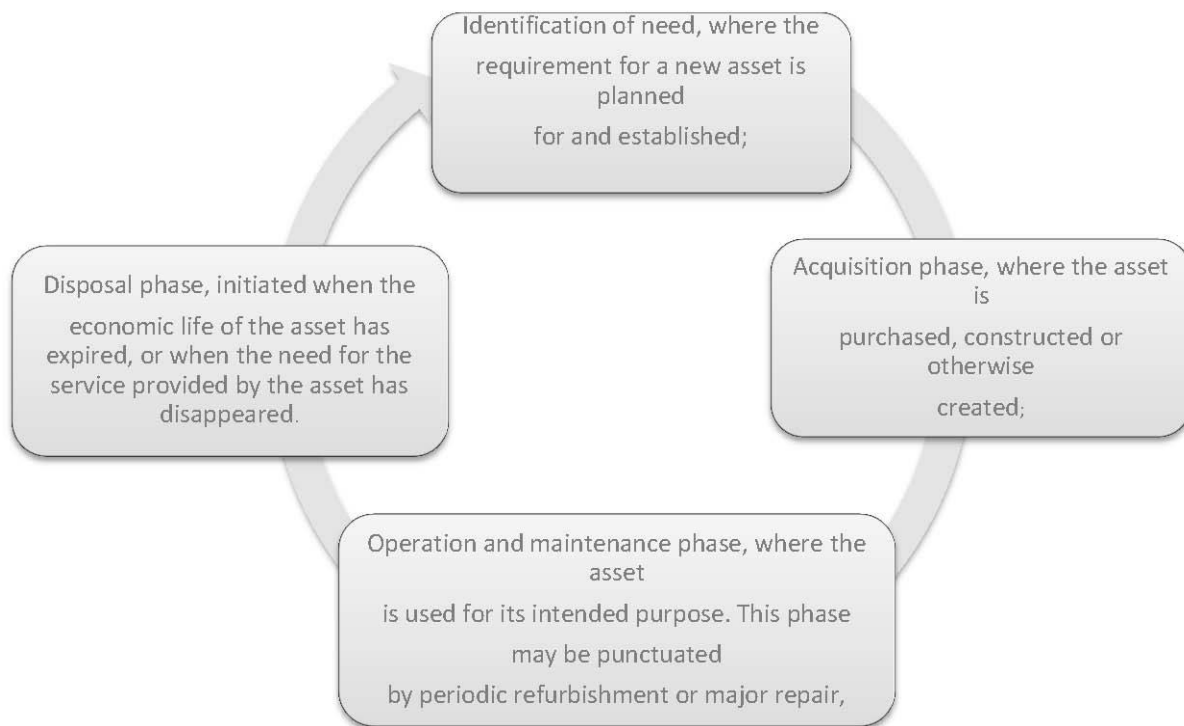 Identification of need, where the
requirement for a new asset is
planned
for and established;
Acquisition phase, where the asset
is
purchased, constructed or
otherwise
created;
Operation and maintenance phase, where the
asset
is used for its intended purpose. This phase
may be punctuated
by periodic refurbishment or major repair,
Disposal phase, initiated when the
economic life of the asset has
expired, or when the need for the
service provided by the asset has
disappeared.